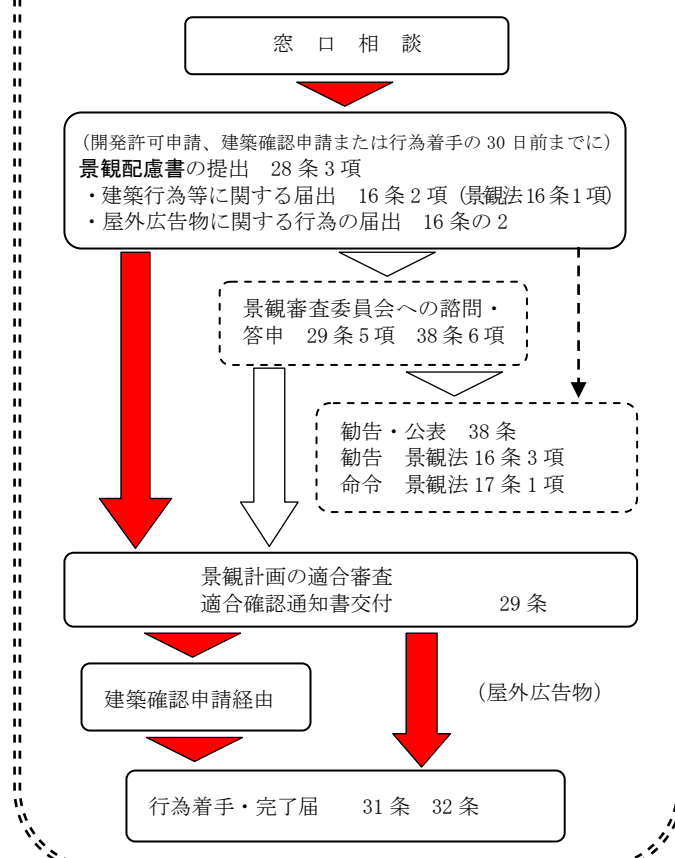 窓 口 相 談
(開発許可申請、建築確認申請または行為着手の 30 日前までに)
景観配慮書の提出 28 条 3 項
・建築行為等に関する届出 16 条 2 項 (景観法 16 条 1 項)
・屋外広告物に関する行為の届出 16 条の 2
景観審査委員会への諮問・
答申 29 条 5 項 38 条 6 項
勧告・公表 38 条
勧告 景観法 16 条 3 項
命令 景観法 17 条 1 項
景観計画の適合審査
適合確認通知書交付 29 条
建築確認申請経由
(屋外広告物)
行為着手・完了届 31 条 32 条